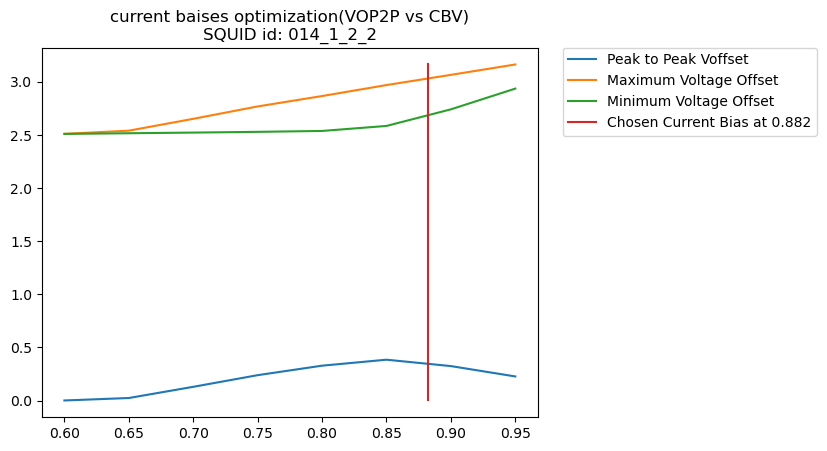 current baises optimization(VOP2P vs CBV)
SQUID id: 014_1_2_2
Peak to Peak Voffset
Maximum Voltage Offset
Minimum Voltage Offset
Chosen Current Bias at 0.882
3.0
2.5
2.0
1.5
1.0
0.5
0.0
0.60 0.65 0.70 0.75 0.80 0.85 0.90 0.95